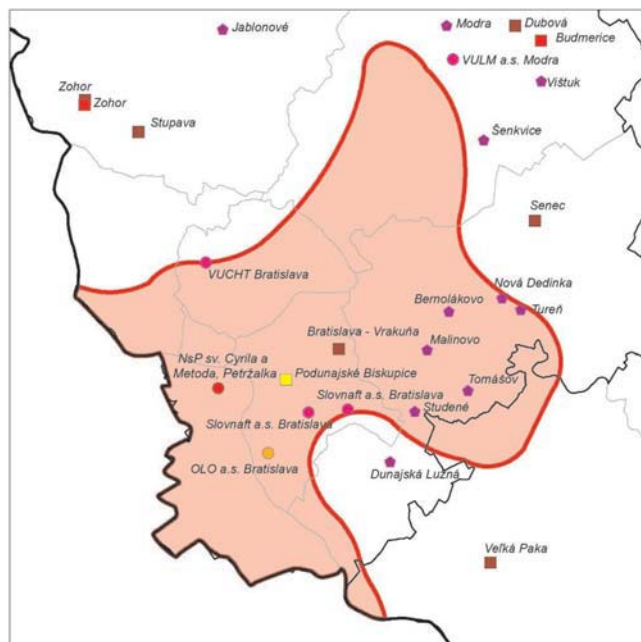 Jablonové
Modra
Dubová
Budmerice
VULM a.s. Modra
Vištuk
Zohor
Zohor
Stupava
Šenkvice
Senec
VUCHT Bratislava
Nová Dedinka
Bernolákovo
Tureň
Bratislava - Vrakuňa
Malinovo
NsP sv. Cyrila a
Metoda, Petržalka
Podunajské Biskupice
Tomášov
Slovnaft a.s. Bratislava
Studené
Slovnaft a.s. Bratislava
OLO a.s. Bratislava
Dunajská Lužná
Veľká Paka